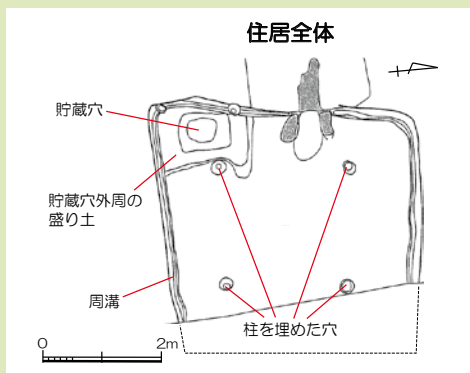 住居全体
貯蔵穴
貯蔵穴外周の
盛り土
周溝
柱を埋めた穴
0 2m